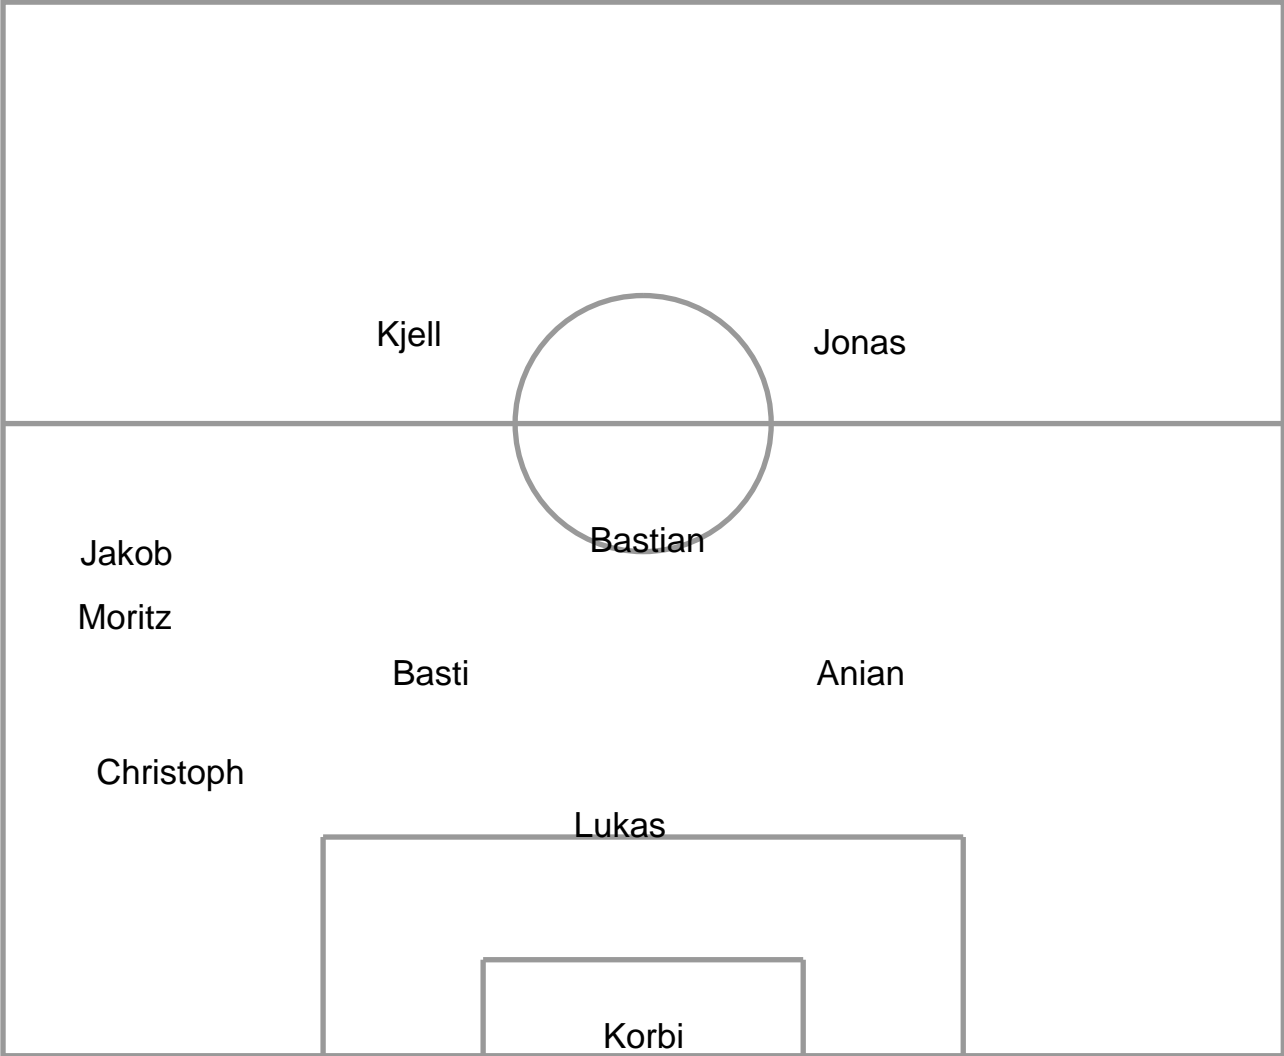 Kjell
Jonas
Bastian
Jakob
Moritz
Basti
Anian
Christoph
Lukas
Korbi